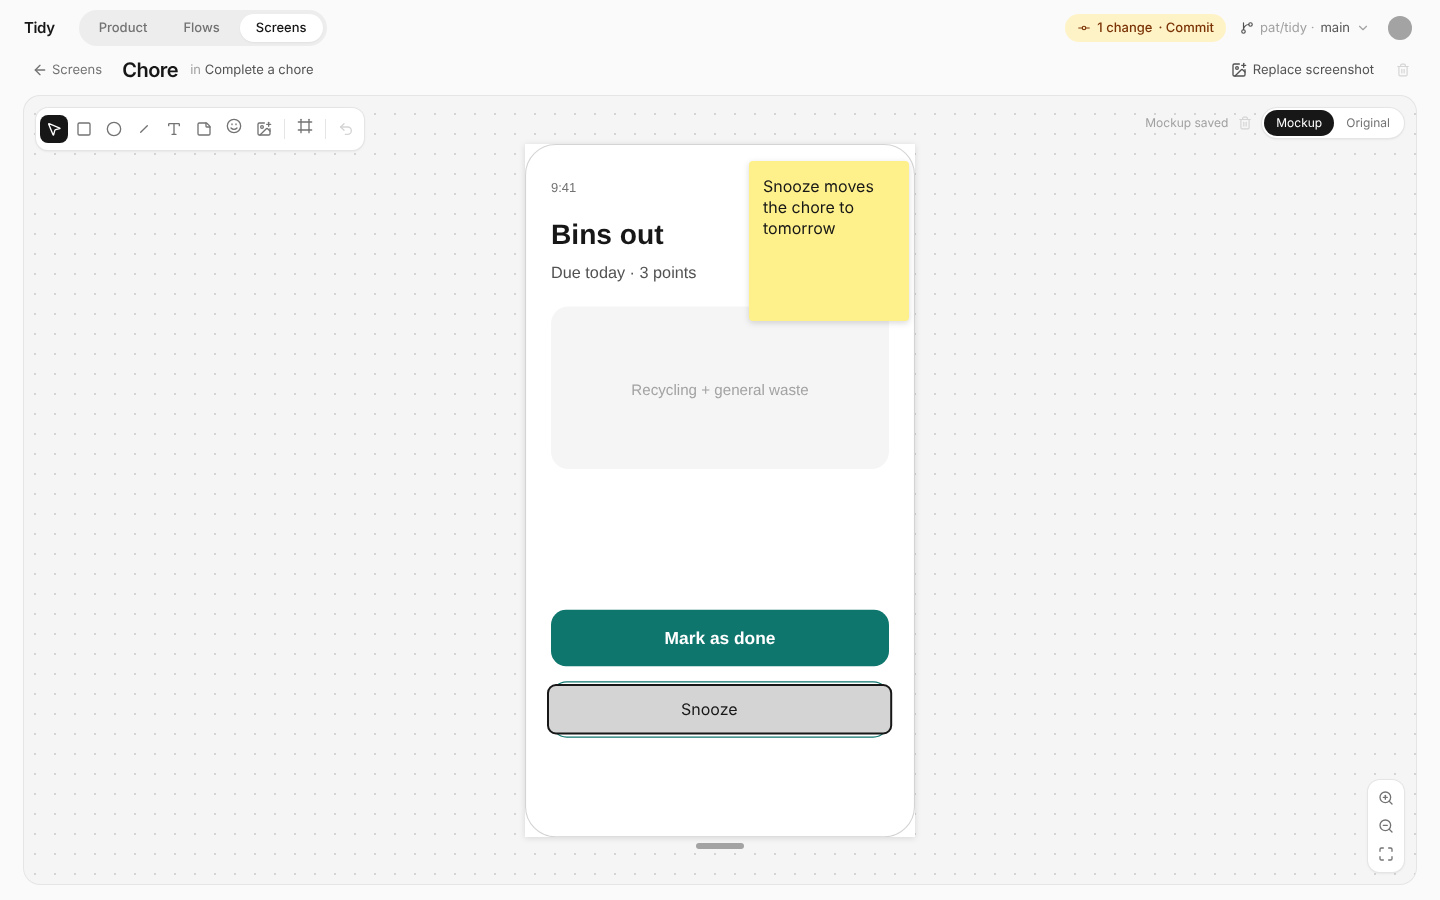 Tidy
Product
Flows
Screens
1 change · Commit
pat/tidy · main
Screens
Chore
in Complete a chore
Replace screenshot
Mockup saved
Mockup
Original
9:41
Snooze moves
the chore to
tomorrow
Bins out
Due today · 3 points
Recycling + general waste
Mark as done
Snooze